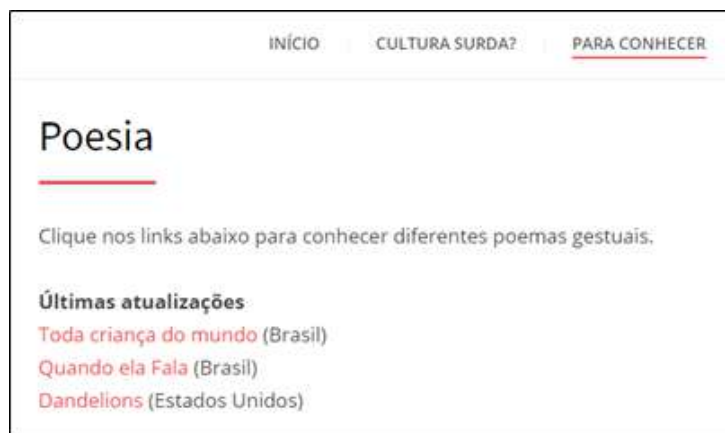 INÍCIO CULTURA SURDA? PARA CONHECER
Poesia
Clique nos links abaixo para conhecer diferentes poemas gestuais.
Últimas atualizações
Toda criança do mundo (Brasil)
Quando ela Fala (Brasil)
Dandelions (Estados Unidos)